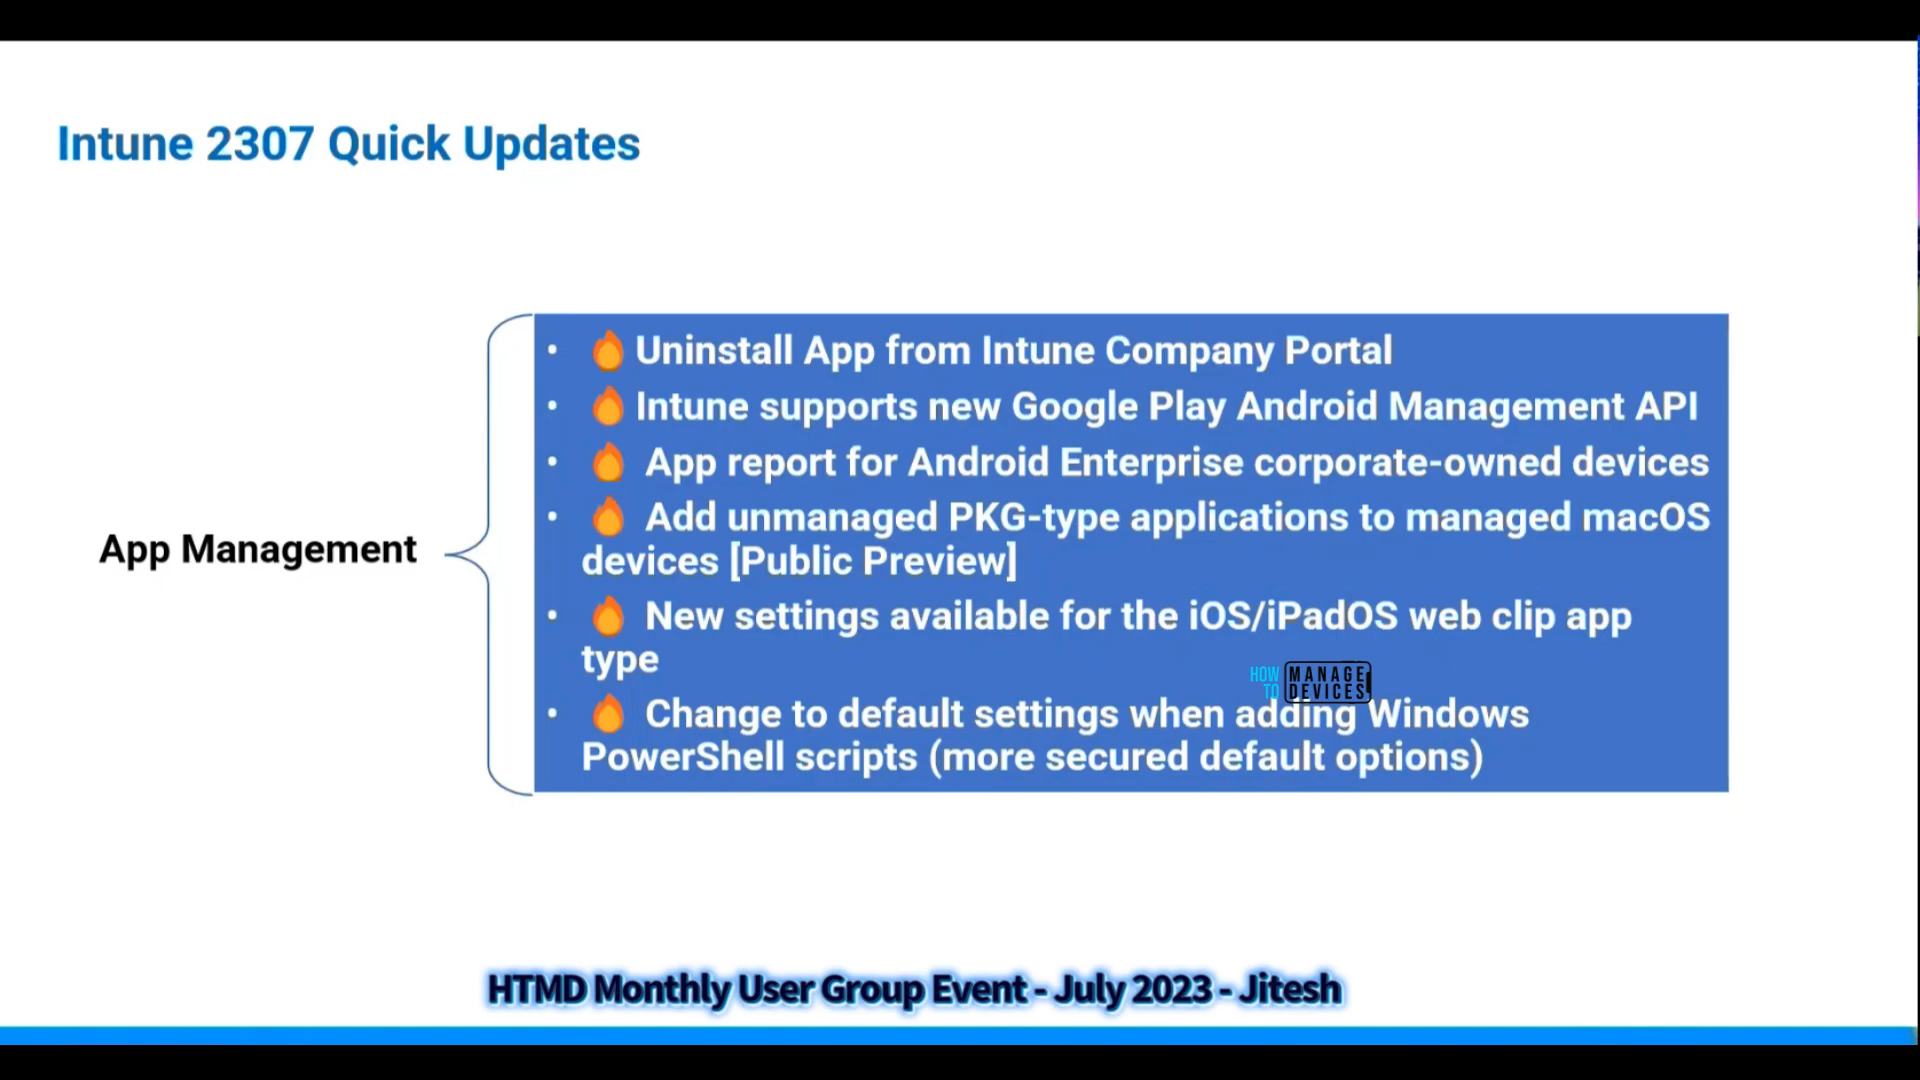 Intune 2307 Quick Updates
App Management
• 🔥 Uninstall App from Intune Company Portal
• 🔥 Intune supports new Google Play Android Management API
• 🔥 App report for Android Enterprise corporate-owned devices
• 🔥 Add unmanaged PKG-type applications to managed macOS
devices [Public Preview]
• 🔥 New settings available for the iOS/iPadOS web clip app
type
HOW
TO
MANAGE
DEVICES
• 🔥 Change to default settings when adding Windows
PowerShell scripts (more secured default options)
HTMD Monthly User Group Event - July 2023 - Jitesh